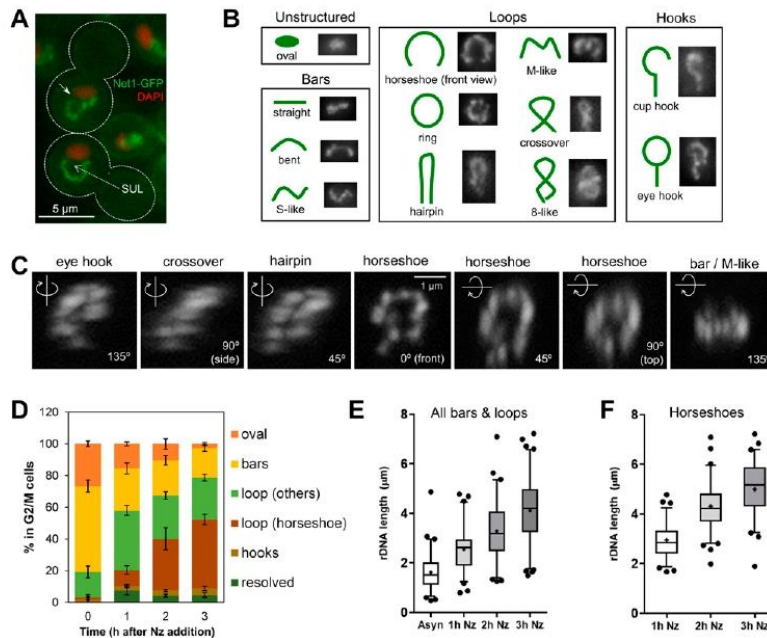 A
Net1-GFP
DAPI
SUL
5 µm
B
Unstructured
oval
Bars
straight
bent
S-like
Loops
horseshoe (front view)
M-like
ring
crossover
hairpin
8-like
Hooks
cup hook
eye hook
C
eye hook
crossover
hairpin
horseshoe
horseshoe
horseshoe
bar / M-like
1 µm
135º
90º
(side)
45º
0º (front)
45º
90º
(top)
135º
D
% in G2/M cells
120
100
80
60
40
20
0
0 1 2 3
Time (h after Nz addition)
oval
bars
loop (others)
loop (horseshoe)
hooks
resolved
E
All bars & loops
rDNA length (µm)
8
6
4
2
0
Asyn 1h Nz 2h Nz 3h Nz
F
Horseshoes
rDNA length (µm)
8
6
4
2
0
1h Nz 2h Nz 3h Nz